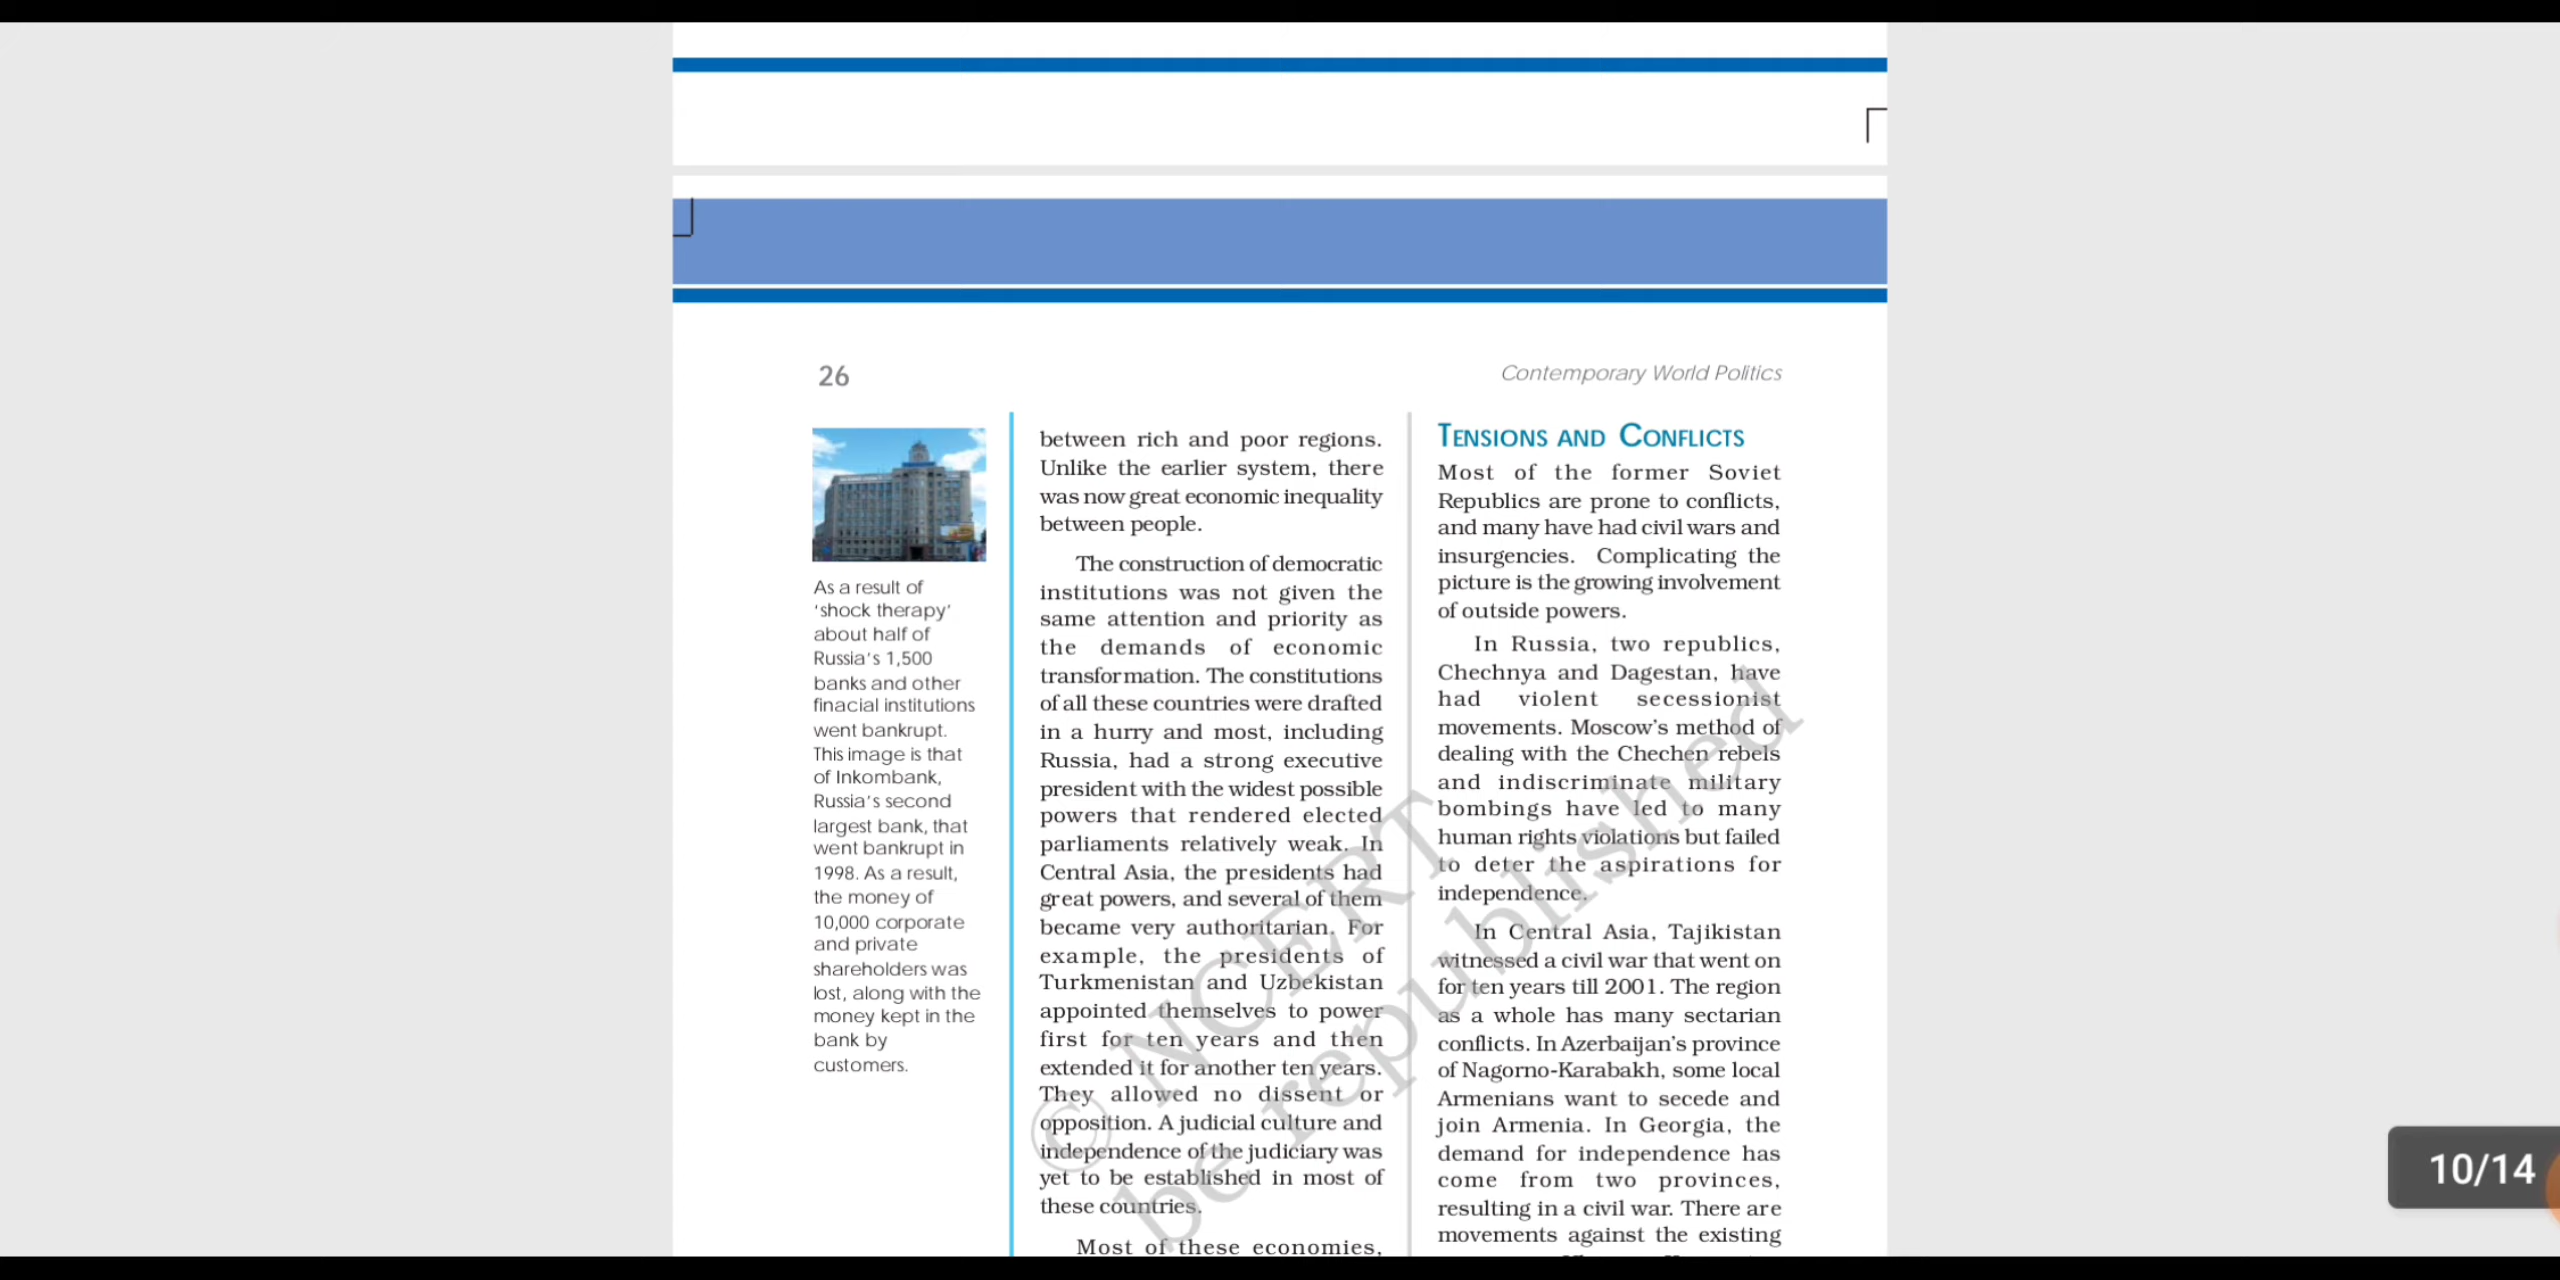 26
Contemporary World Politics
As a result of
‘shock therapy’
about half of
Russia’s 1,500
banks and other
finacial institutions
went bankrupt.
This image is that
of Inkombank,
Russia’s second
largest bank, that
went bankrupt in
1998. As a result,
the money of
10,000 corporate
and private
shareholders was
lost, along with the
money kept in the
bank by
customers.
between rich and poor regions.
Unlike the earlier system, there
was now great economic inequality
between people.
The construction of democratic
institutions was not given the
same attention and priority as
the demands of economic
transformation. The constitutions
of all these countries were drafted
in a hurry and most, including
Russia, had a strong executive
president with the widest possible
powers that rendered elected
parliaments relatively weak. In
Central Asia, the presidents had
great powers, and several of them
became very authoritarian. For
example, the presidents of
Turkmenistan and Uzbekistan
appointed themselves to power
first for ten years and then
extended it for another ten years.
They allowed no dissent or
opposition. A judicial culture and
independence of the judiciary was
yet to be established in most of
these countries.
Most of these economies,
TENSIONS AND CONFLICTS
Most of the former Soviet
Republics are prone to conflicts,
and many have had civil wars and
insurgencies. Complicating the
picture is the growing involvement
of outside powers.
In Russia, two republics,
Chechnya and Dagestan, have
had violent secessionist
movements. Moscow’s method of
dealing with the Chechen rebels
and indiscriminate military
bombings have led to many
human rights violations but failed
to deter the aspirations for
independence.
In Central Asia, Tajikistan
witnessed a civil war that went on
for ten years till 2001. The region
as a whole has many sectarian
conflicts. In Azerbaijan’s province
of Nagorno-Karabakh, some local
Armenians want to secede and
join Armenia. In Georgia, the
demand for independence has
come from two provinces,
resulting in a civil war. There are
movements against the existing
© NCERT
be republished
10/14